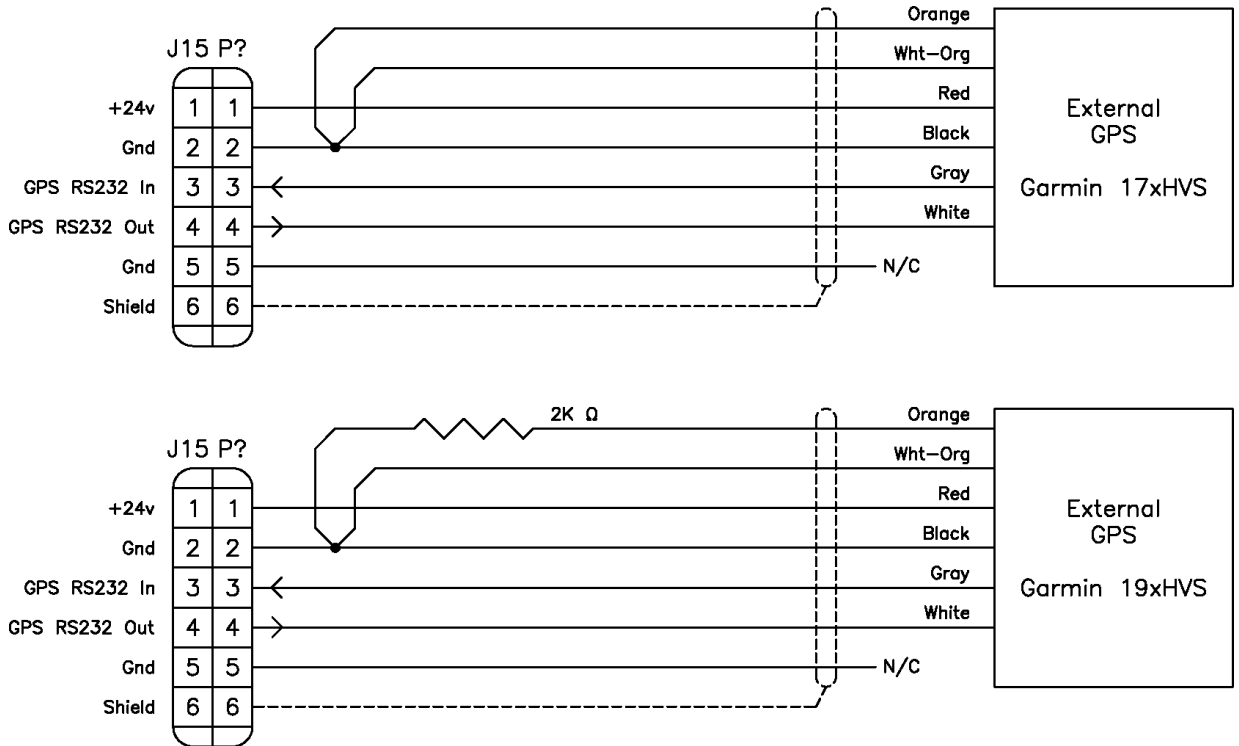 Orange
J15 P?
Wht-Org
Red
+24v 1 1
External
GPS
Black
Gnd 2 2
Gray
GPS RS232 In 3 3
Garmin 17xHVS
White
GPS RS232 Out 4 4
Gnd 5 5
N/C
Shield 6 6
2K Ω
Orange
J15 P?
Wht-Org
Red
+24v 1 1
External
GPS
Black
Gnd 2 2
Gray
GPS RS232 In 3 3
Garmin 19xHVS
White
GPS RS232 Out 4 4
Gnd 5 5
N/C
Shield 6 6